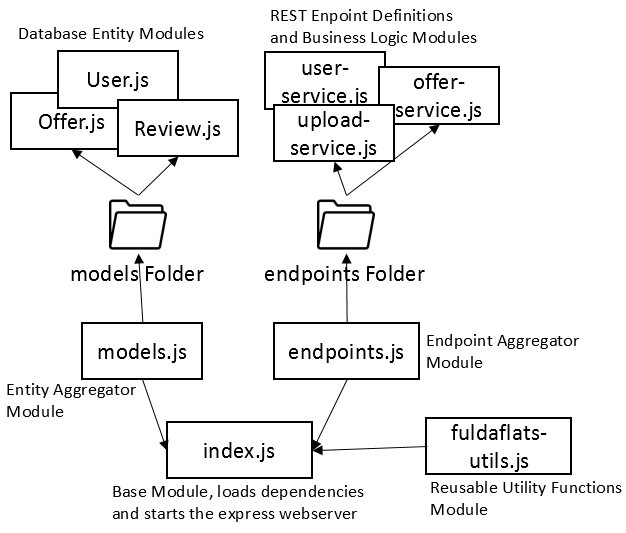 Database Entity Modules
REST Enpoint Definitions
and Business Logic Modules
User.js
Offer.js
Review.js
user-
service.js
offer-
service.js
upload-
service.js
models Folder
endpoints Folder
models.js
endpoints.js
Entity Aggregator
Module
Endpoint Aggregator
Module
index.js
fuldaflats-
utils.js
Base Module, loads dependencies
and starts the express webserver
Reusable Utility Functions
Module